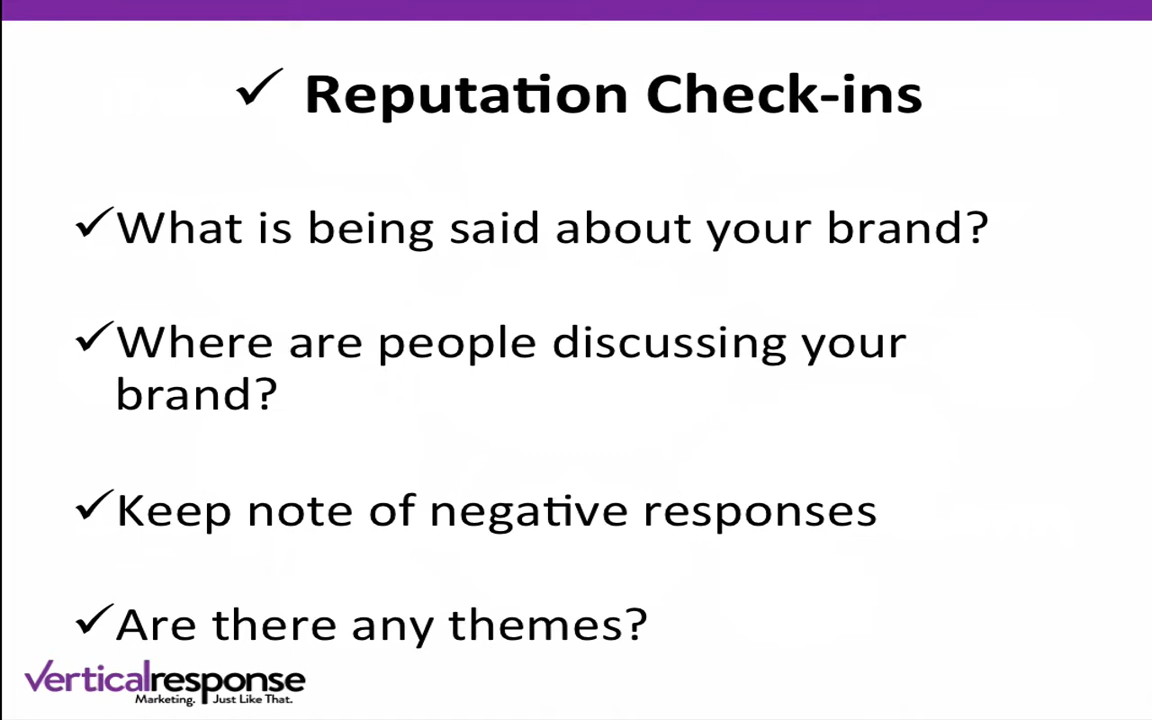 ✓ Reputation Check-ins
✓What is being said about your brand?
✓Where are people discussing your
brand?
✓Keep note of negative responses
✓Are there any themes?
verticalresponse
Marketing. Just Like That.